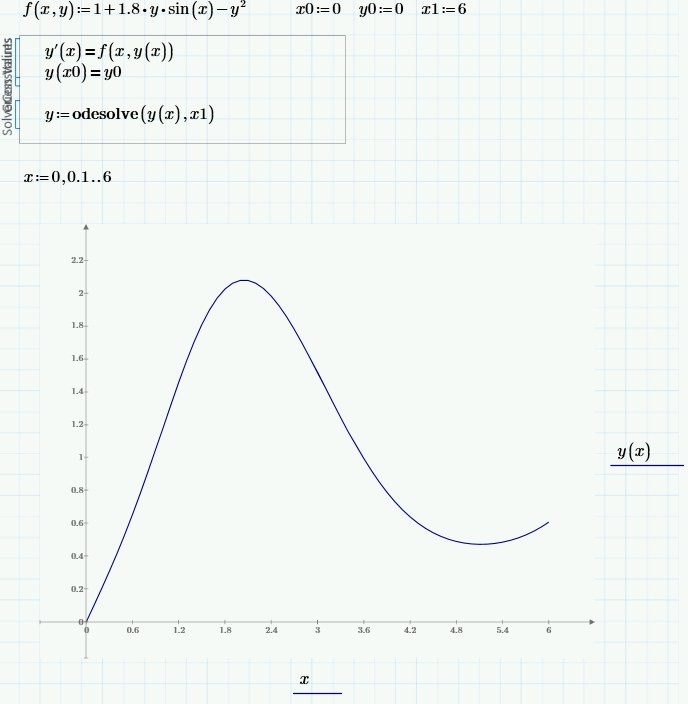 f(x,y):=1+1.8·y·sin(x)−y² x0:=0 y0:=0 x1:=6
y′(x)=f(x,y(x))
y(x0)=y0
y:=odesolve(y(x),x1)
x:=0,0.1..6
2.2
2
1.8
1.6
1.4
1.2
1
0.8
0.6
0.4
0.2
0
0 0.6 1.2 1.8 2.4 3 3.6 4.2 4.8 5.4 6
y(x)
x